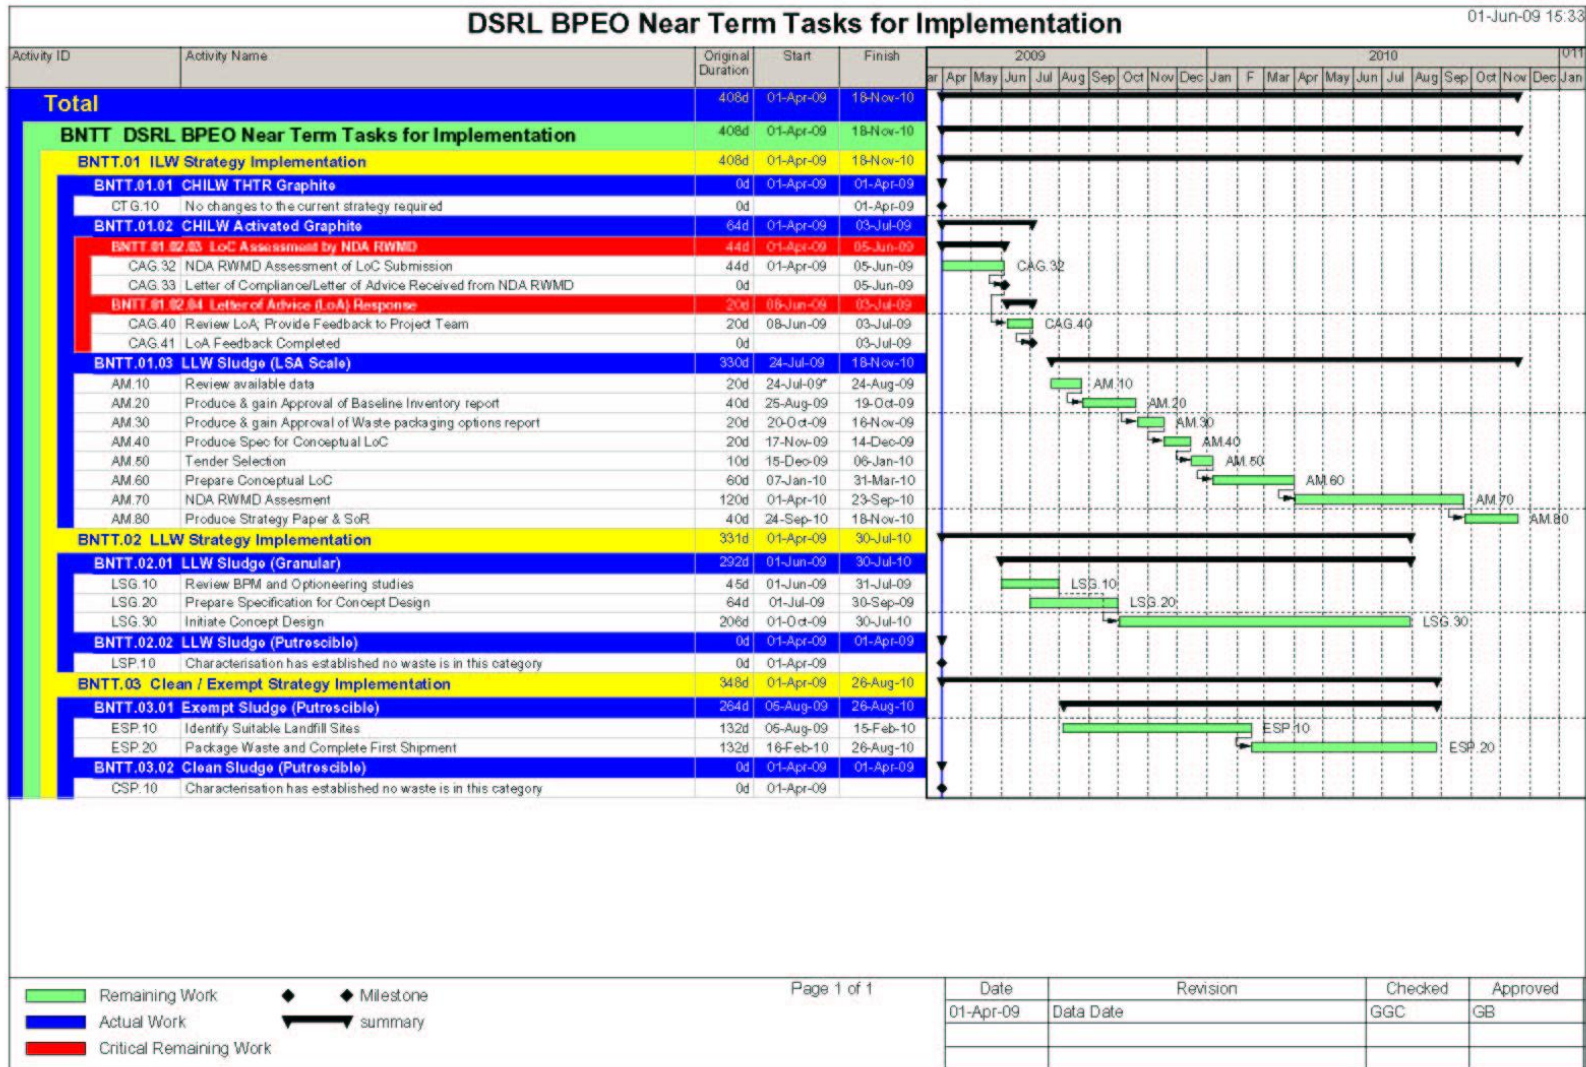 DSRL BPEO Near Term Tasks for Implementation
01-Jun-09 15:33
Activity ID Activity Name Original Duration Start Finish 2009 2010 011
ar Apr May Jun Jul Aug Sep Oct Nov Dec Jan F Mar Apr May Jun Jul Aug Sep Oct Nov Dec Jan
Total 408d 01-Apr-09 18-Nov-10
BNTT DSRL BPEO Near Term Tasks for Implementation 408d 01-Apr-09 18-Nov-10
BNTT.01 ILW Strategy Implementation 408d 01-Apr-09 18-Nov-10
BNTT.01.01 CHILW THTR Graphite 0d 01-Apr-09 01-Apr-09
CTG.10 No changes to the current strategy required 0d 01-Apr-09
BNTT.01.02 CHILW Activated Graphite 64d 01-Apr-09 03-Jul-09
BNTT.01.02.03 LoC Assessment by NDA RWMD 44d 01-Apr-09 05-Jun-09
CAG.32 NDA RWMD Assessment of LoC Submission 44d 01-Apr-09 05-Jun-09 CAG.32
CAG.33 Letter of Compliance/Letter of Advice Received from NDA RWMD 0d 05-Jun-09
BNTT.01.02.04 Letter of Advice (LoA) Response 20d 08-Jun-09 03-Jul-09
CAG.40 Review LoA; Provide Feedback to Project Team 20d 08-Jun-09 03-Jul-09 CAG.40
CAG.41 LoA Feedback Completed 0d 03-Jul-09
BNTT.01.03 LLW Sludge (LSA Scale) 330d 24-Jul-09 18-Nov-10
AM.10 Review available data 20d 24-Jul-09* 24-Aug-09 AM.10
AM.20 Produce & gain Approval of Baseline Inventory report 40d 25-Aug-09 19-Oct-09 AM.20
AM.30 Produce & gain Approval of Waste packaging options report 20d 20-Oct-09 16-Nov-09 AM.30
AM.40 Produce Spec for Conceptual LoC 20d 17-Nov-09 14-Dec-09 AM.40
AM.50 Tender Selection 10d 15-Dec-09 06-Jan-10 AM.50
AM.60 Prepare Conceptual LoC 60d 07-Jan-10 31-Mar-10 AM.60
AM.70 NDA RWMD Assesment 120d 01-Apr-10 23-Sep-10 AM.70
AM.80 Produce Strategy Paper & SoR 40d 24-Sep-10 18-Nov-10 AM.80
BNTT.02 LLW Strategy Implementation 331d 01-Apr-09 30-Jul-10
BNTT.02.01 LLW Sludge (Granular) 292d 01-Jun-09 30-Jul-10
LSG.10 Review BPM and Optioneering studies 45d 01-Jun-09 31-Jul-09 LSG.10
LSG.20 Prepare Specification for Concept Design 64d 01-Jul-09 30-Sep-09 LSG.20
LSG.30 Initiate Concept Design 206d 01-Oct-09 30-Jul-10 LSG.30
BNTT.02.02 LLW Sludge (Putrescible) 0d 01-Apr-09 01-Apr-09
LSP.10 Characterisation has established no waste is in this category 0d 01-Apr-09
BNTT.03 Clean / Exempt Strategy Implementation 348d 01-Apr-09 26-Aug-10
BNTT.03.01 Exempt Sludge (Putrescible) 264d 05-Aug-09 26-Aug-10
ESP.10 Identify Suitable Landfill Sites 132d 05-Aug-09 15-Feb-10 ESP.10
ESP.20 Package Waste and Complete First Shipment 132d 16-Feb-10 26-Aug-10 ESP.20
BNTT.03.02 Clean Sludge (Putrescible) 0d 01-Apr-09 01-Apr-09
CSP.10 Characterisation has established no waste is in this category 0d 01-Apr-09
Remaining Work Milestone
Actual Work summary
Critical Remaining Work
Page 1 of 1
Date Revision Checked Approved
01-Apr-09 Data Date GGC GB